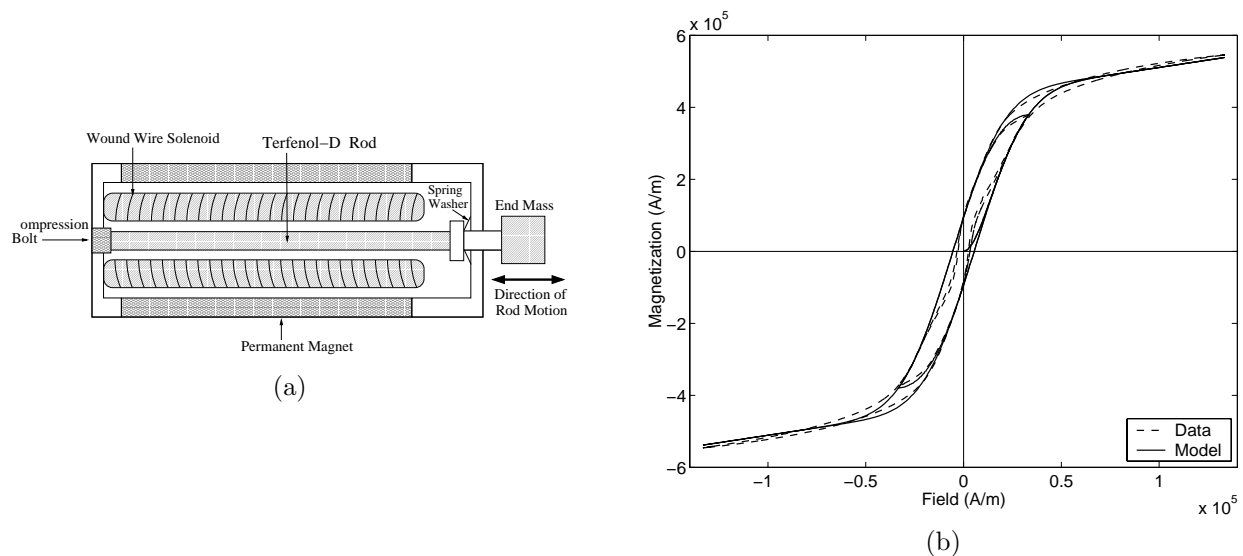 Wound Wire Solenoid
Terfenol–D Rod
Spring
Washer
End Mass
ompression
Bolt
Direction of
Rod Motion
Permanent Magnet
(a)
x 10^5
6
4
2
0
−2
−4
−6
Magnetization (A/m)
−1
−0.5
0
0.5
1
x 10^5
Field (A/m)
Data
Model
(b)